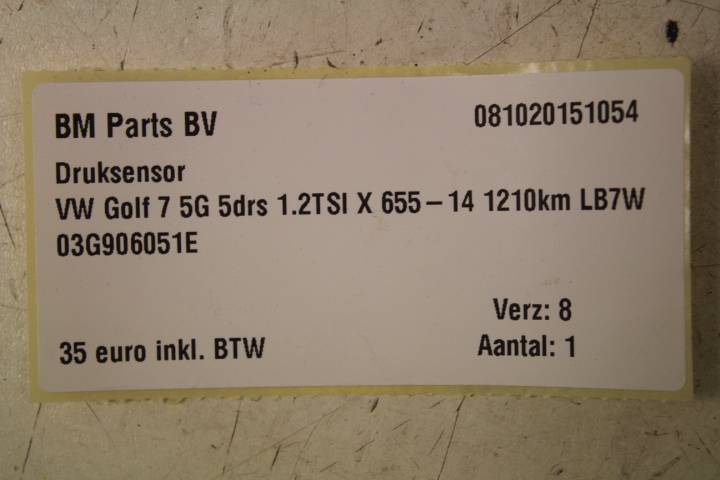 BM Parts BV 081020151054
Druksensor
VW Golf 7 5G 5drs 1.2TSI X 655-14 1210km LB7W
03G906051E
Verz: 8
35 euro inkl. BTW Aantal: 1